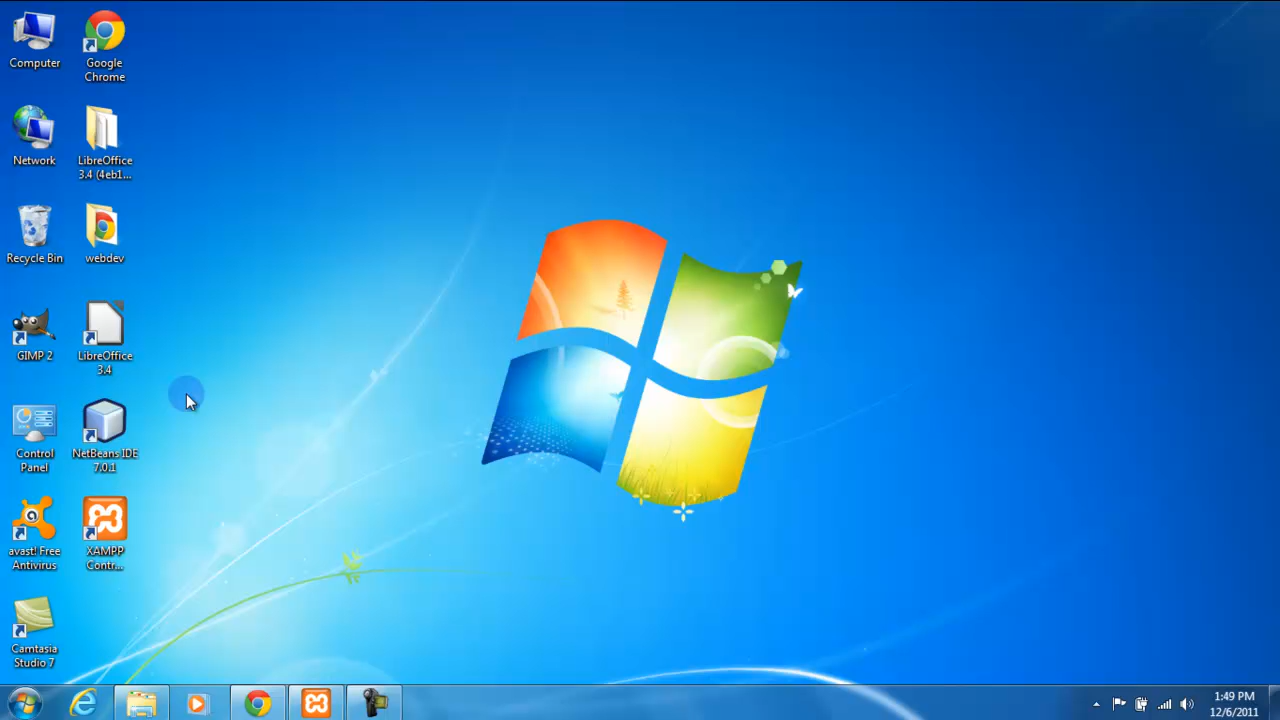 Computer
Google
Chrome
Network
LibreOffice
3.4 (4eb1...
Recycle Bin
webdev
GIMP 2
LibreOffice
3.4
Control
Panel
NetBeans IDE
7.0.1
avast! Free
Antivirus
XAMPP
Contr...
Camtasia
Studio 7
1:49 PM
12/6/2011